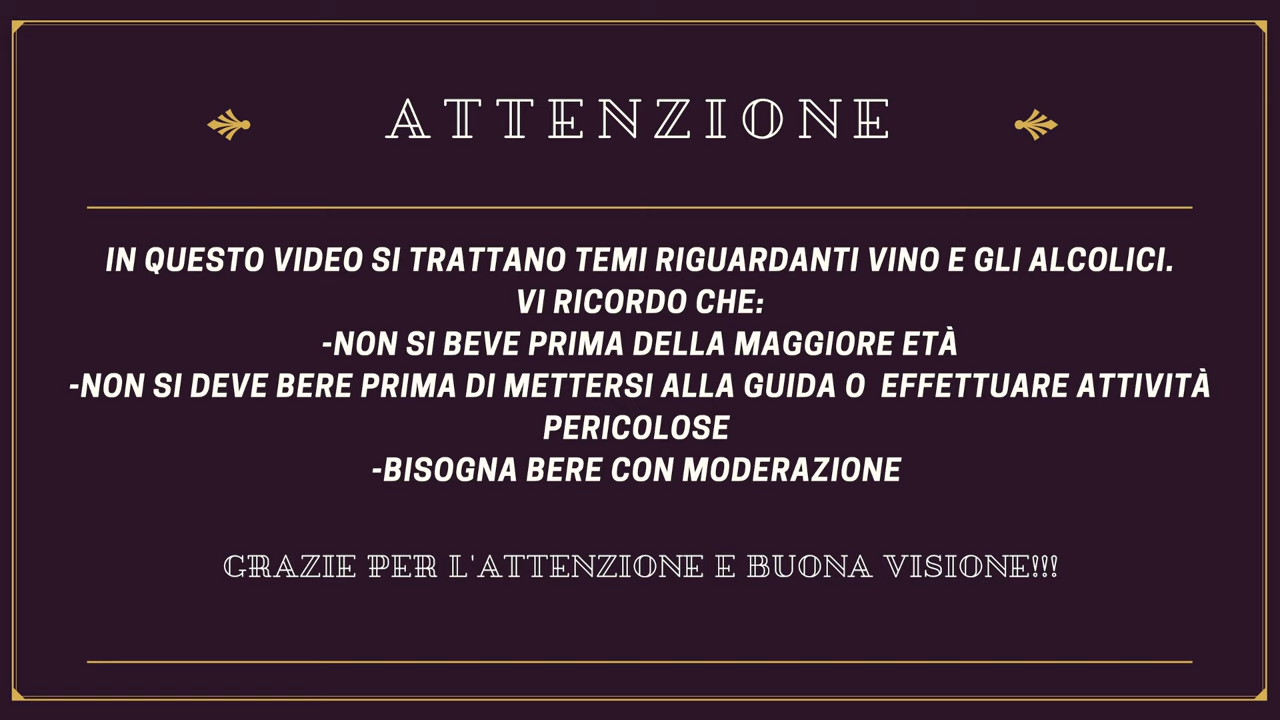 ATTENZIONE
IN QUESTO VIDEO SI TRATTANO TEMI RIGUARDANTI VINO E GLI ALCOLICI.
VI RICORDO CHE:
-NON SI BEVE PRIMA DELLA MAGGIORE ETÀ
-NON SI DEVE BERE PRIMA DI METTERSI ALLA GUIDA O EFFETTUARE ATTIVITÀ
PERICOLOSE
-BISOGNA BERE CON MODERAZIONE
GRAZIE PER L'ATTENZIONE E BUONA VISIONE!!!